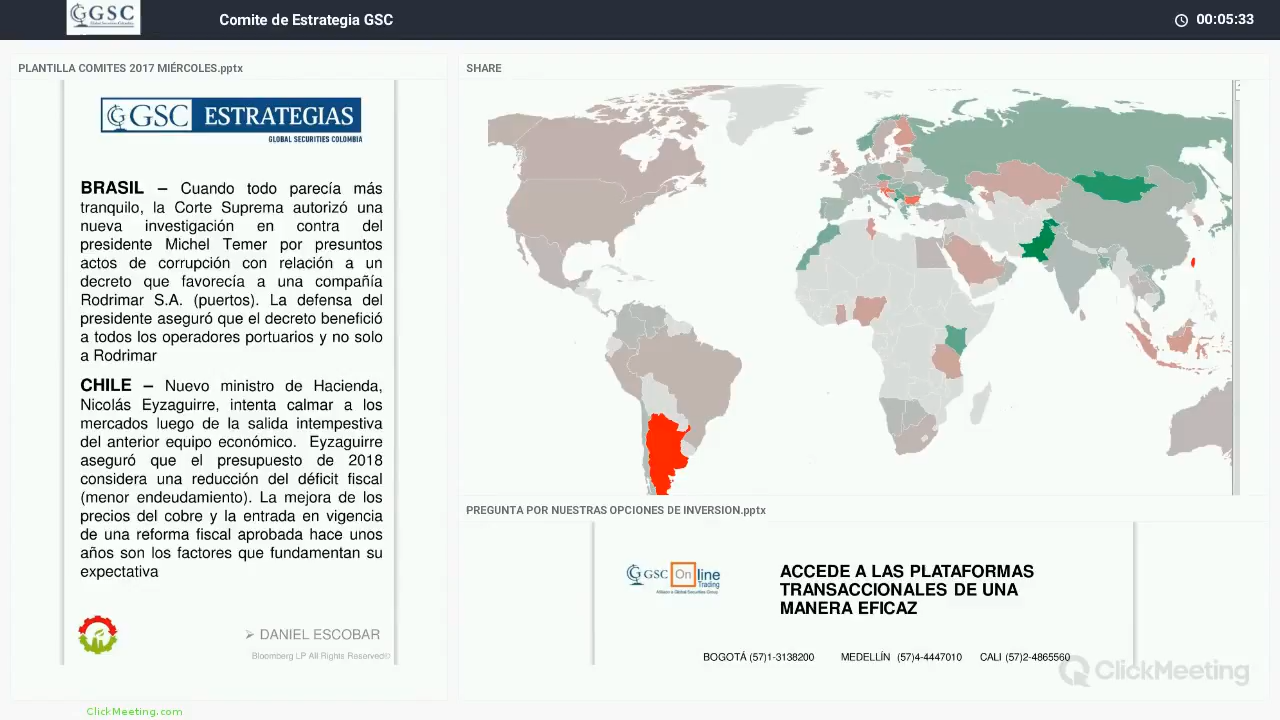 GSC
Global Securities Colombia
Comite de Estrategia GSC
00:05:33
PLANTILLA COMITES 2017 MIÉRCOLES.pptx
GSC ESTRATEGIAS
GLOBAL SECURITIES COLOMBIA
BRASIL – Cuando todo parecía más
tranquilo, la Corte Suprema autorizó una
nueva investigación en contra del
presidente Michel Temer por presuntos
actos de corrupción con relación a un
decreto que favorecía a una compañía
Rodrimar S.A. (puertos). La defensa del
presidente aseguró que el decreto benefició
a todos los operadores portuarios y no solo
a Rodrimar
CHILE – Nuevo ministro de Hacienda,
Nicolás Eyzaguirre, intenta calmar a los
mercados luego de la salida intempestiva
del anterior equipo económico. Eyzaguirre
aseguró que el presupuesto de 2018
considera una reducción del déficit fiscal
(menor endeudamiento). La mejora de los
precios del cobre y la entrada en vigencia
de una reforma fiscal aprobada hace unos
años son los factores que fundamentan su
expectativa
➢ DANIEL ESCOBAR
Bloomberg LP All Rights Reserved©
SHARE
PREGUNTA POR NUESTRAS OPCIONES DE INVERSION.pptx
GSC Online
Trading
ACCEDE A LAS PLATAFORMAS
TRANSACCIONALES DE UNA
MANERA EFICAZ
BOGOTÁ (57)1-3138200 MEDELLÍN (57)4-4447010 CALI (57)2-4865560
ClickMeeting
ClickMeeting.com